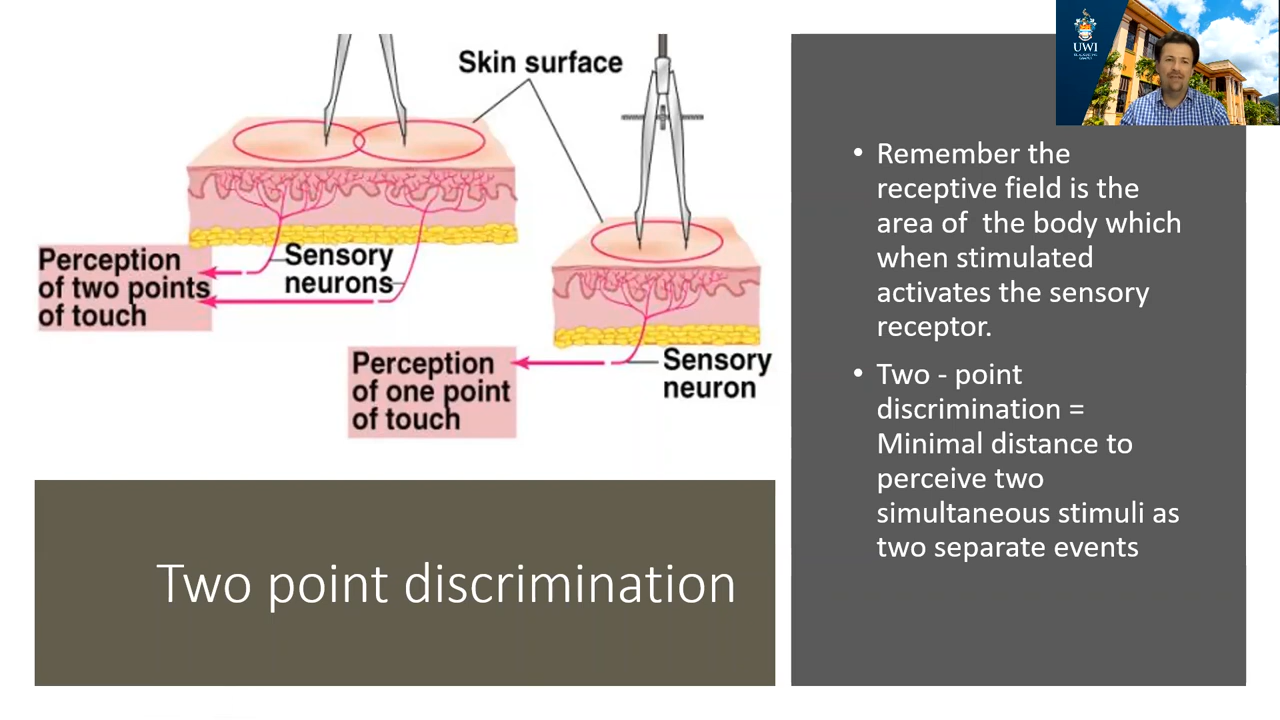 Skin surface
Perception
of two points
of touch
Sensory
neurons
Perception
of one point
of touch
Sensory
neuron
Two point discrimination
UWI
• Remember the
receptive field is the
area of the body which
when stimulated
activates the sensory
receptor.
• Two - point
discrimination =
Minimal distance to
perceive two
simultaneous stimuli as
two separate events